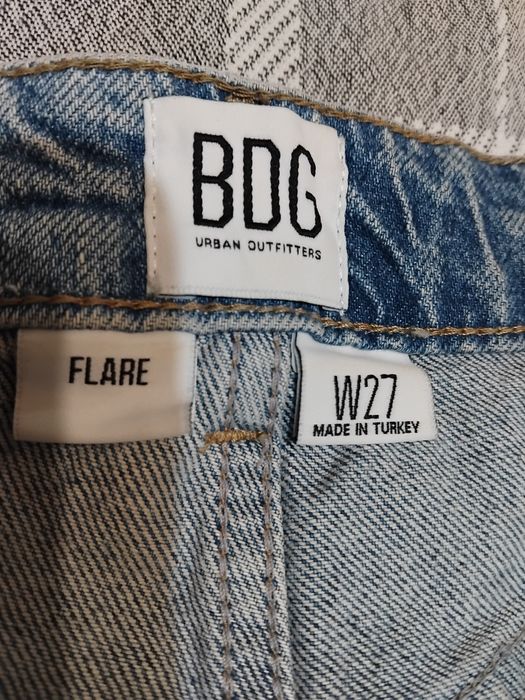 BDG
URBAN OUTFITTERS
FLARE
W27
MADE IN TURKEY